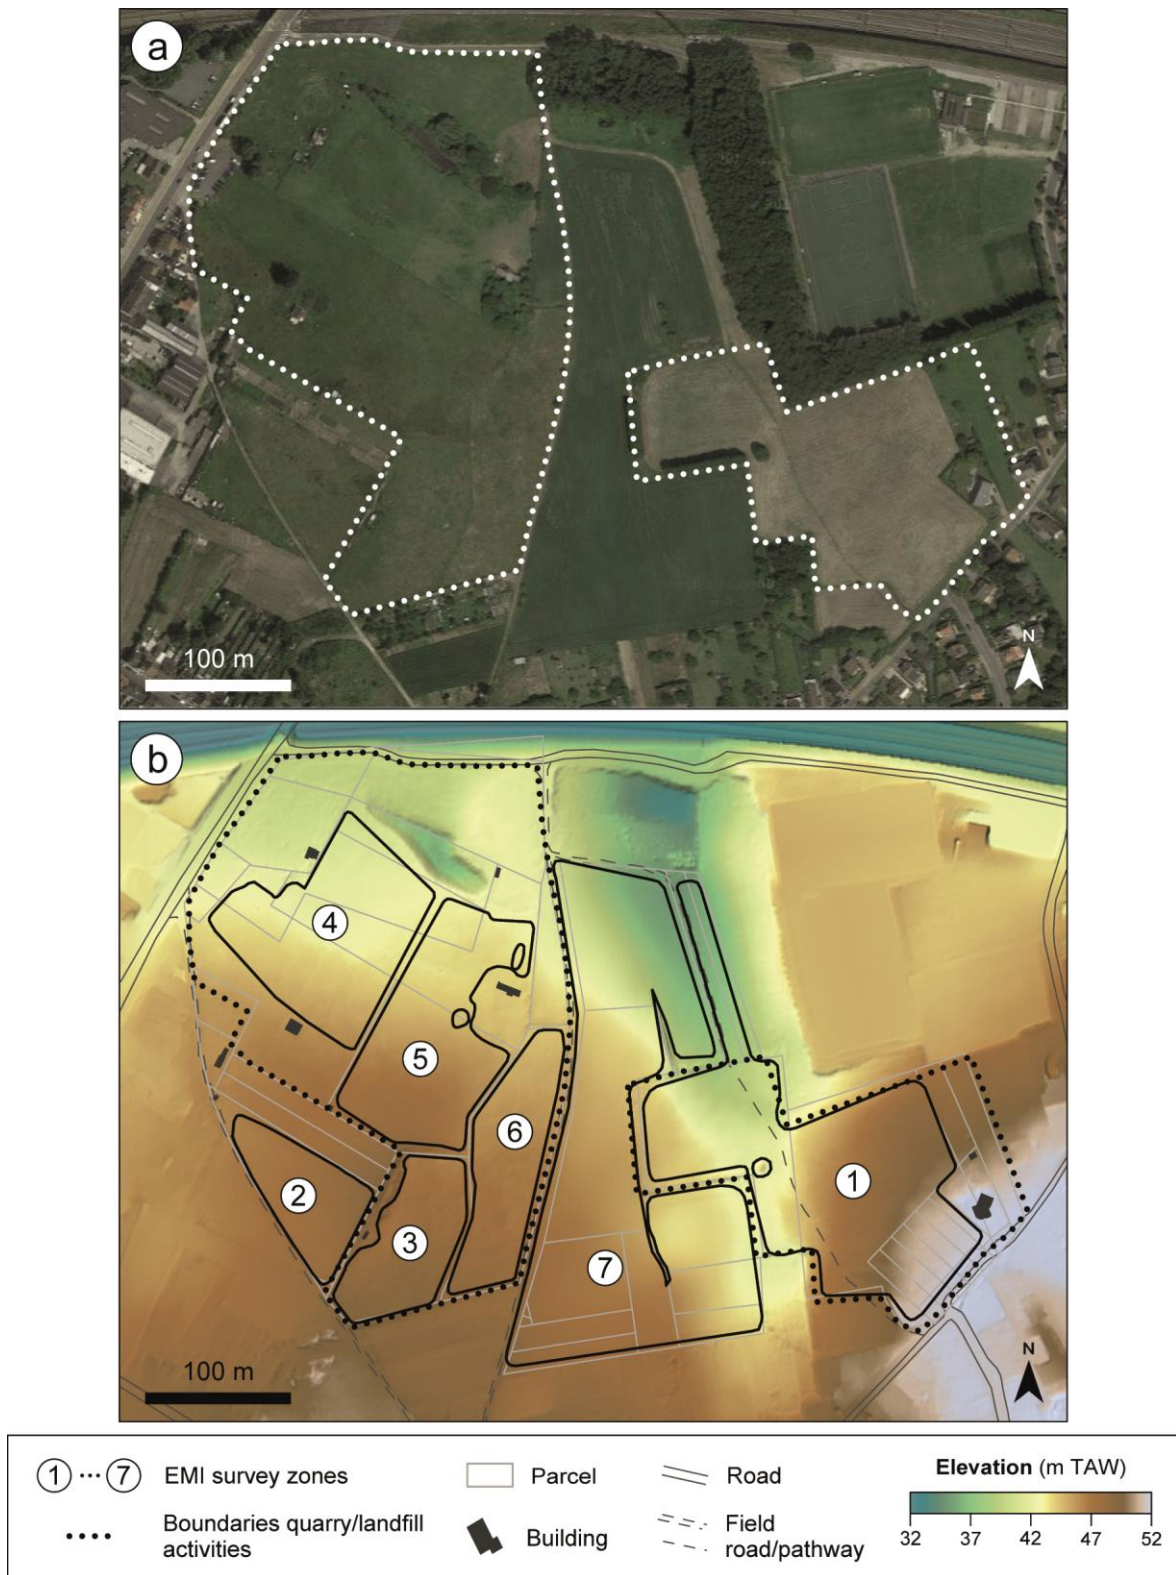 a
100 m
N
b
4
5
6
2
3
1
7
100 m
N
1 ··· 7 EMI survey zones
Parcel
Road
Elevation (m TAW)
Boundaries quarry/landfill
activities
Building
Field
road/pathway
32 37 42 47 52